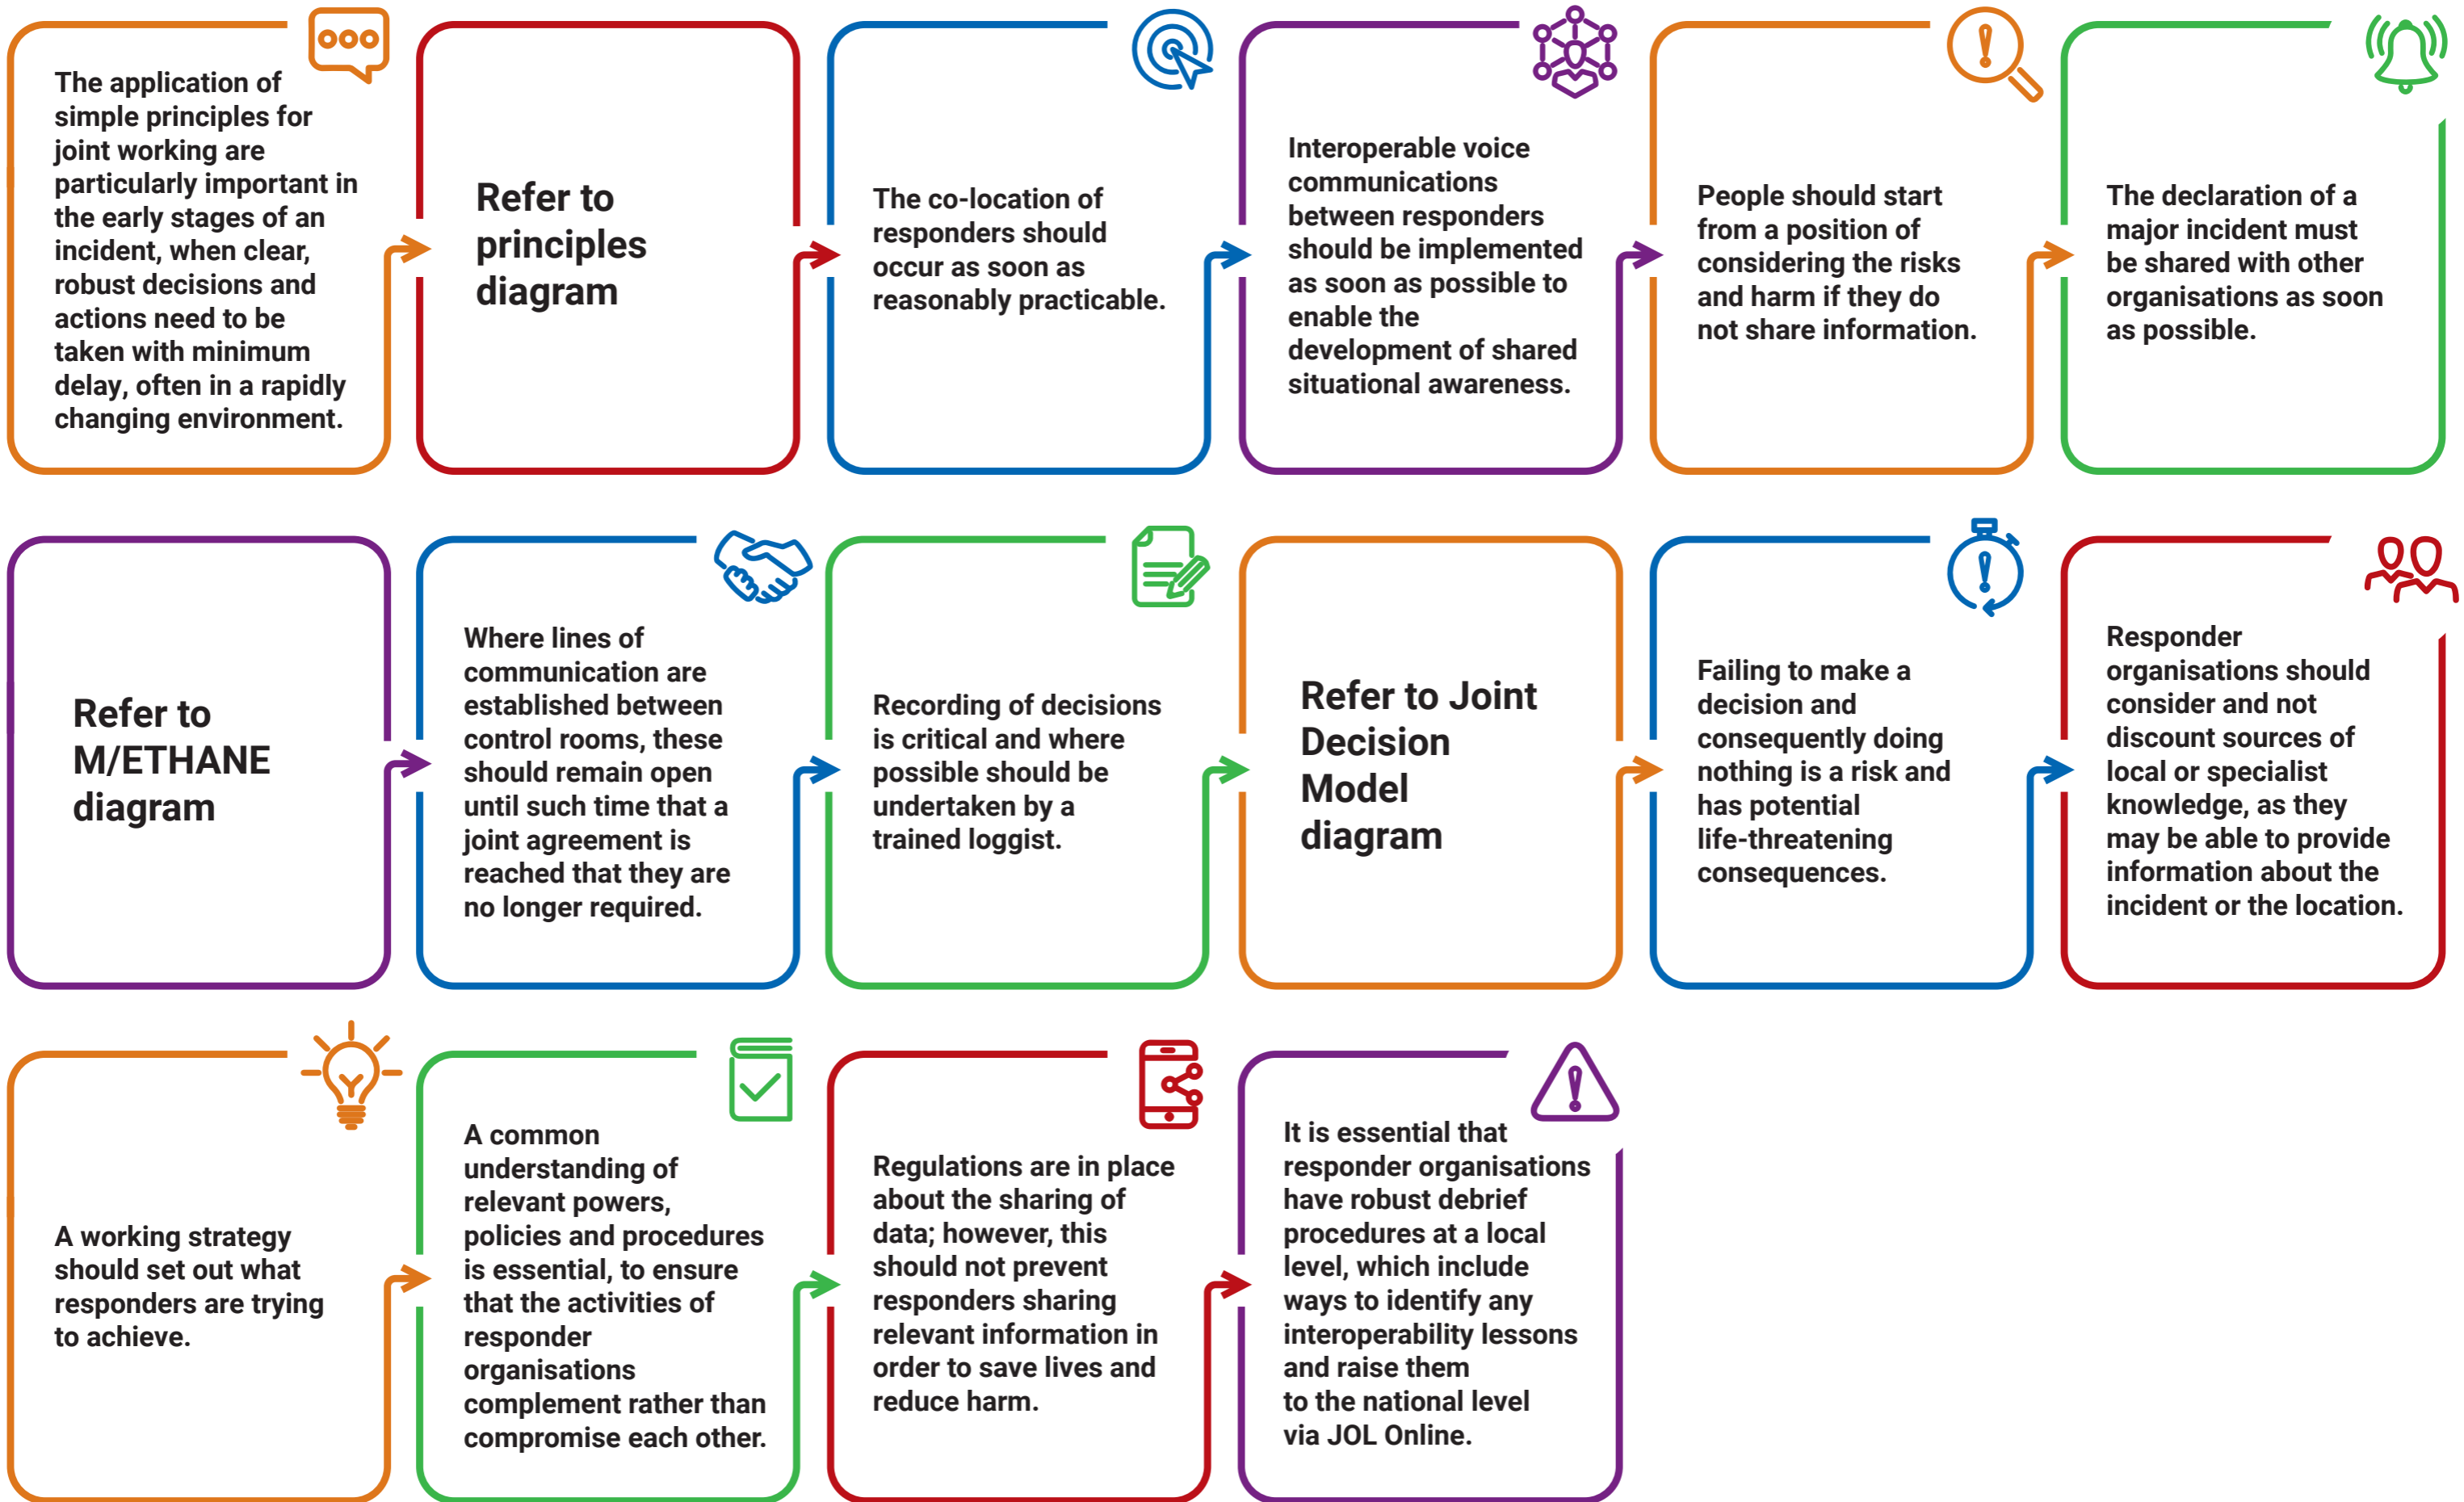 The application of
simple principles for
joint working are
particularly important in
the early stages of an
incident, when clear,
robust decisions and
actions need to be
taken with minimum
delay, often in a rapidly
changing environment.
Refer to
principles
diagram
The co-location of
responders should
occur as soon as
reasonably practicable.
Interoperable voice
communications
between responders
should be implemented
as soon as possible to
enable the
development of shared
situational awareness.
People should start
from a position of
considering the risks
and harm if they do
not share information.
The declaration of a
major incident must
be shared with other
organisations as soon
as possible.
Refer to
M/ETHANE
diagram
Where lines of
communication are
established between
control rooms, these
should remain open
until such time that a
joint agreement is
reached that they are
no longer required.
Recording of decisions
is critical and where
possible should be
undertaken by a
trained loggist.
Refer to Joint
Decision
Model
diagram
Failing to make a
decision and
consequently doing
nothing is a risk and
has potential
life-threatening
consequences.
Responder
organisations should
consider and not
discount sources of
local or specialist
knowledge, as they
may be able to provide
information about the
incident or the location.
A working strategy
should set out what
responders are trying
to achieve.
A common
understanding of
relevant powers,
policies and procedures
is essential, to ensure
that the activities of
responder
organisations
complement rather than
compromise each other.
Regulations are in place
about the sharing of
data; however, this
should not prevent
responders sharing
relevant information in
order to save lives and
reduce harm.
It is essential that
responder organisations
have robust debrief
procedures at a local
level, which include
ways to identify any
interoperability lessons
and raise them
to the national level
via JOL Online.